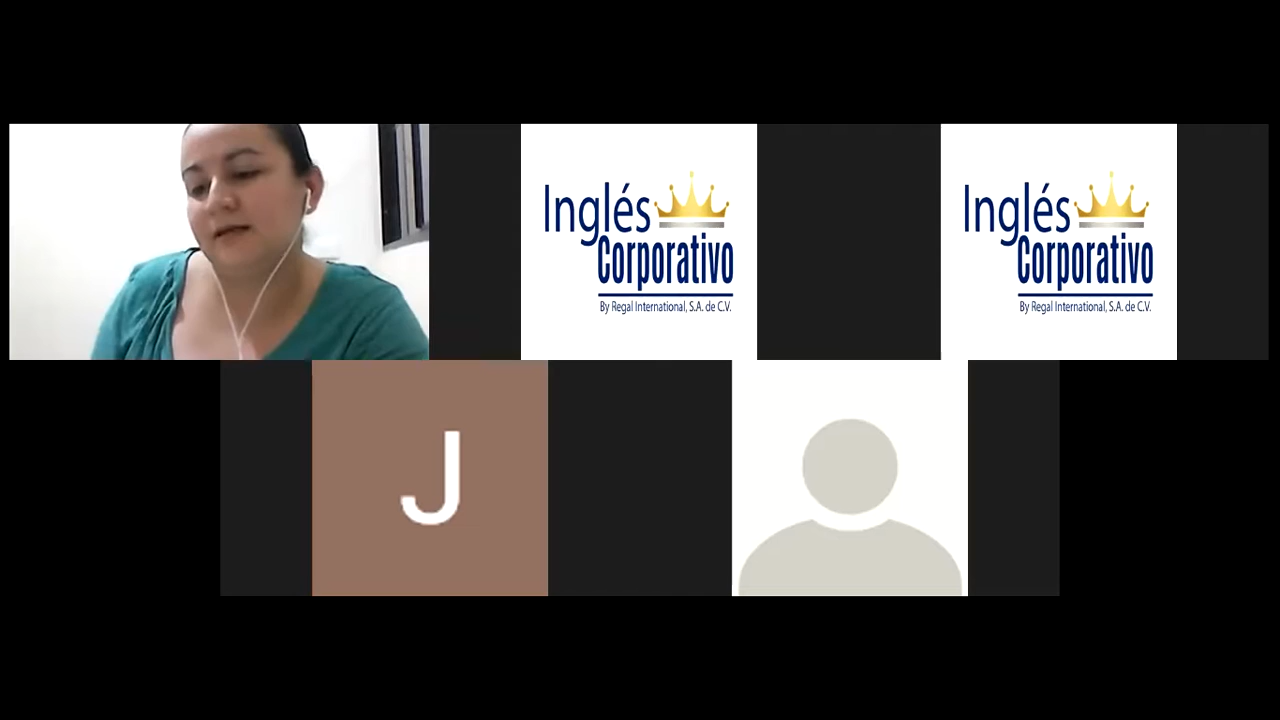 Inglés
Corporativo
By Regal International, S.A. de C.V.
Inglés
Corporativo
By Regal International, S.A. de C.V.
J